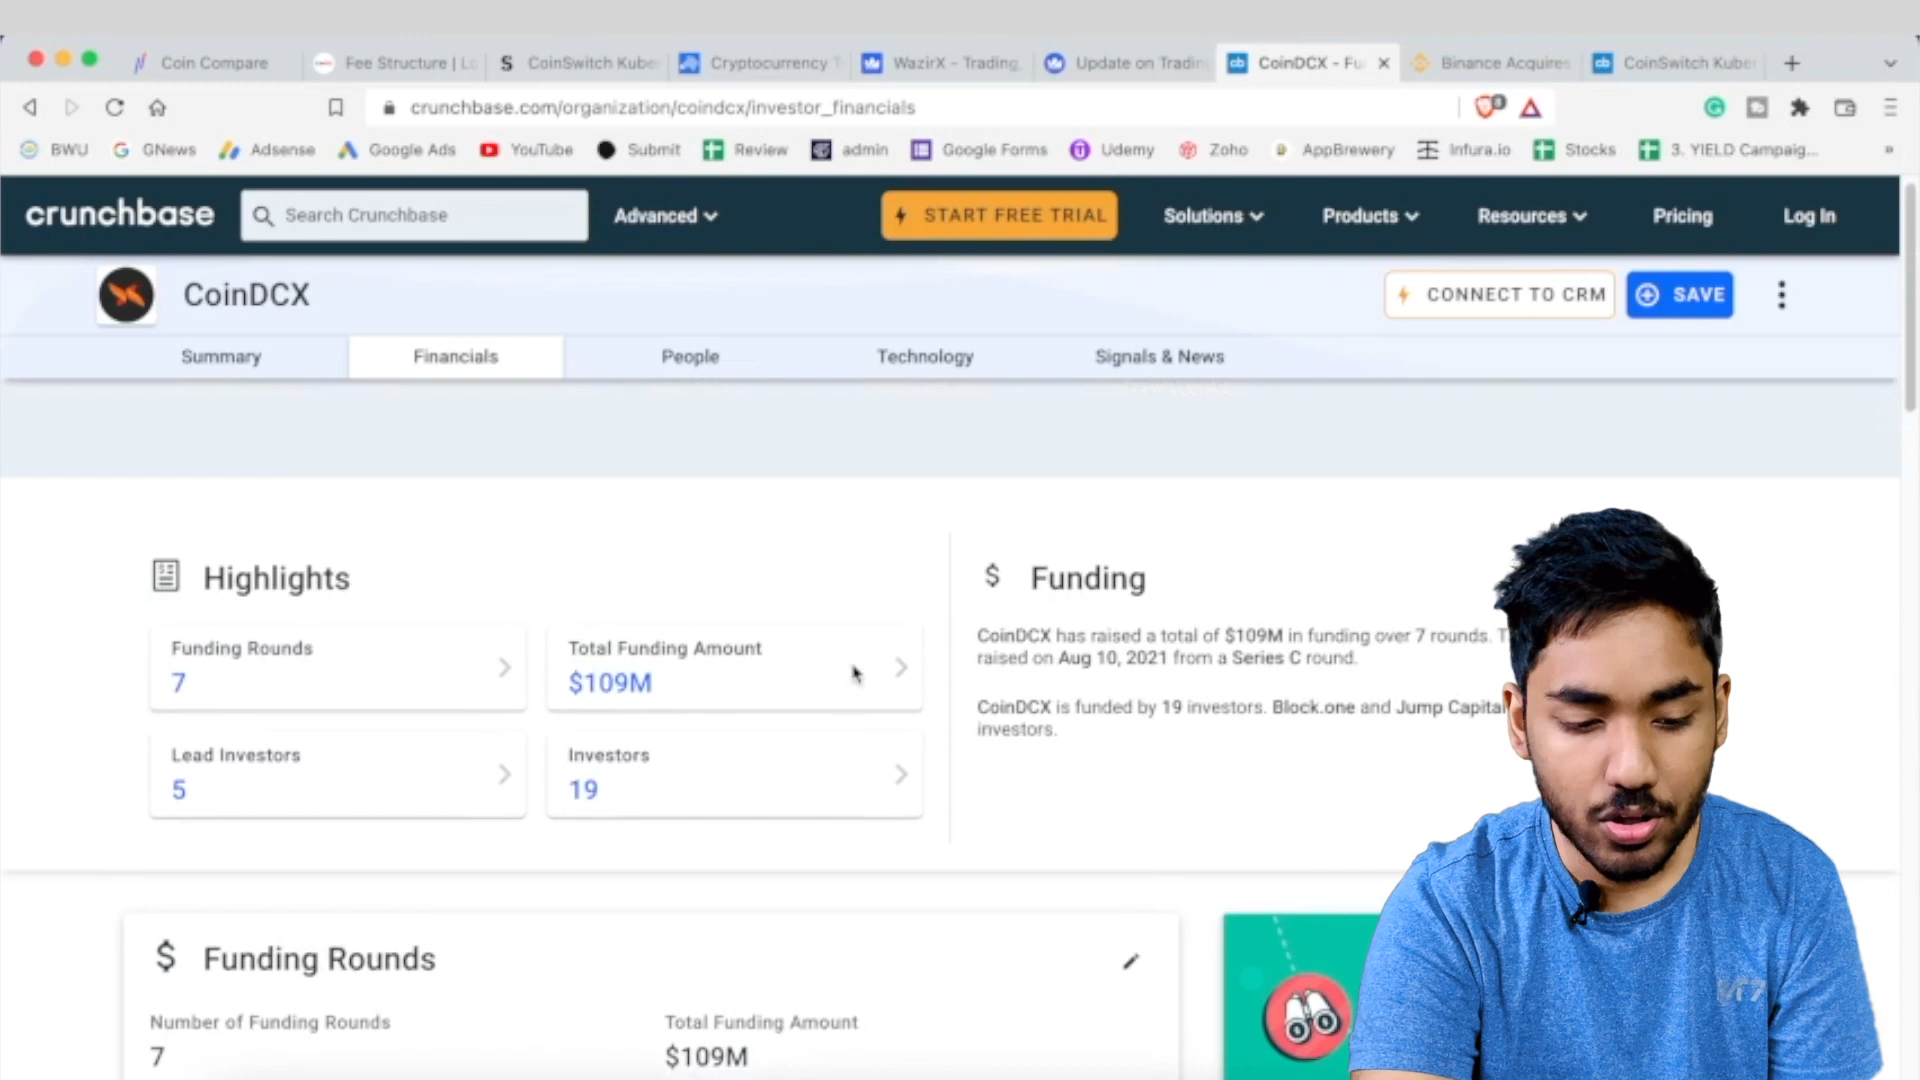 Coin Compare
Fee Structure | Lo
CoinSwitch Kuber
Cryptocurrency T
WazirX - Trading,
Update on Trading
CoinDCX - Fu
Binance Acquires
CoinSwitch Kuber
crunchbase.com/organization/coindcx/investor_financials
BWU
GNews
Adsense
Google Ads
YouTube
Submit
Review
admin
Google Forms
Udemy
Zoho
AppBrewery
Infura.io
Stocks
3. YIELD Campaig...
crunchbase
Search Crunchbase
Advanced
START FREE TRIAL
Solutions
Products
Resources
Pricing
Log In
CoinDCX
CONNECT TO CRM
SAVE
Summary
Financials
People
Technology
Signals & News
Highlights
Funding Rounds
7
Total Funding Amount
$109M
Lead Investors
5
Investors
19
Funding
CoinDCX has raised a total of $109M in funding over 7 rounds. T
raised on Aug 10, 2021 from a Series C round.
CoinDCX is funded by 19 investors. Block.one and Jump Capital
investors.
Funding Rounds
Number of Funding Rounds
7
Total Funding Amount
$109M